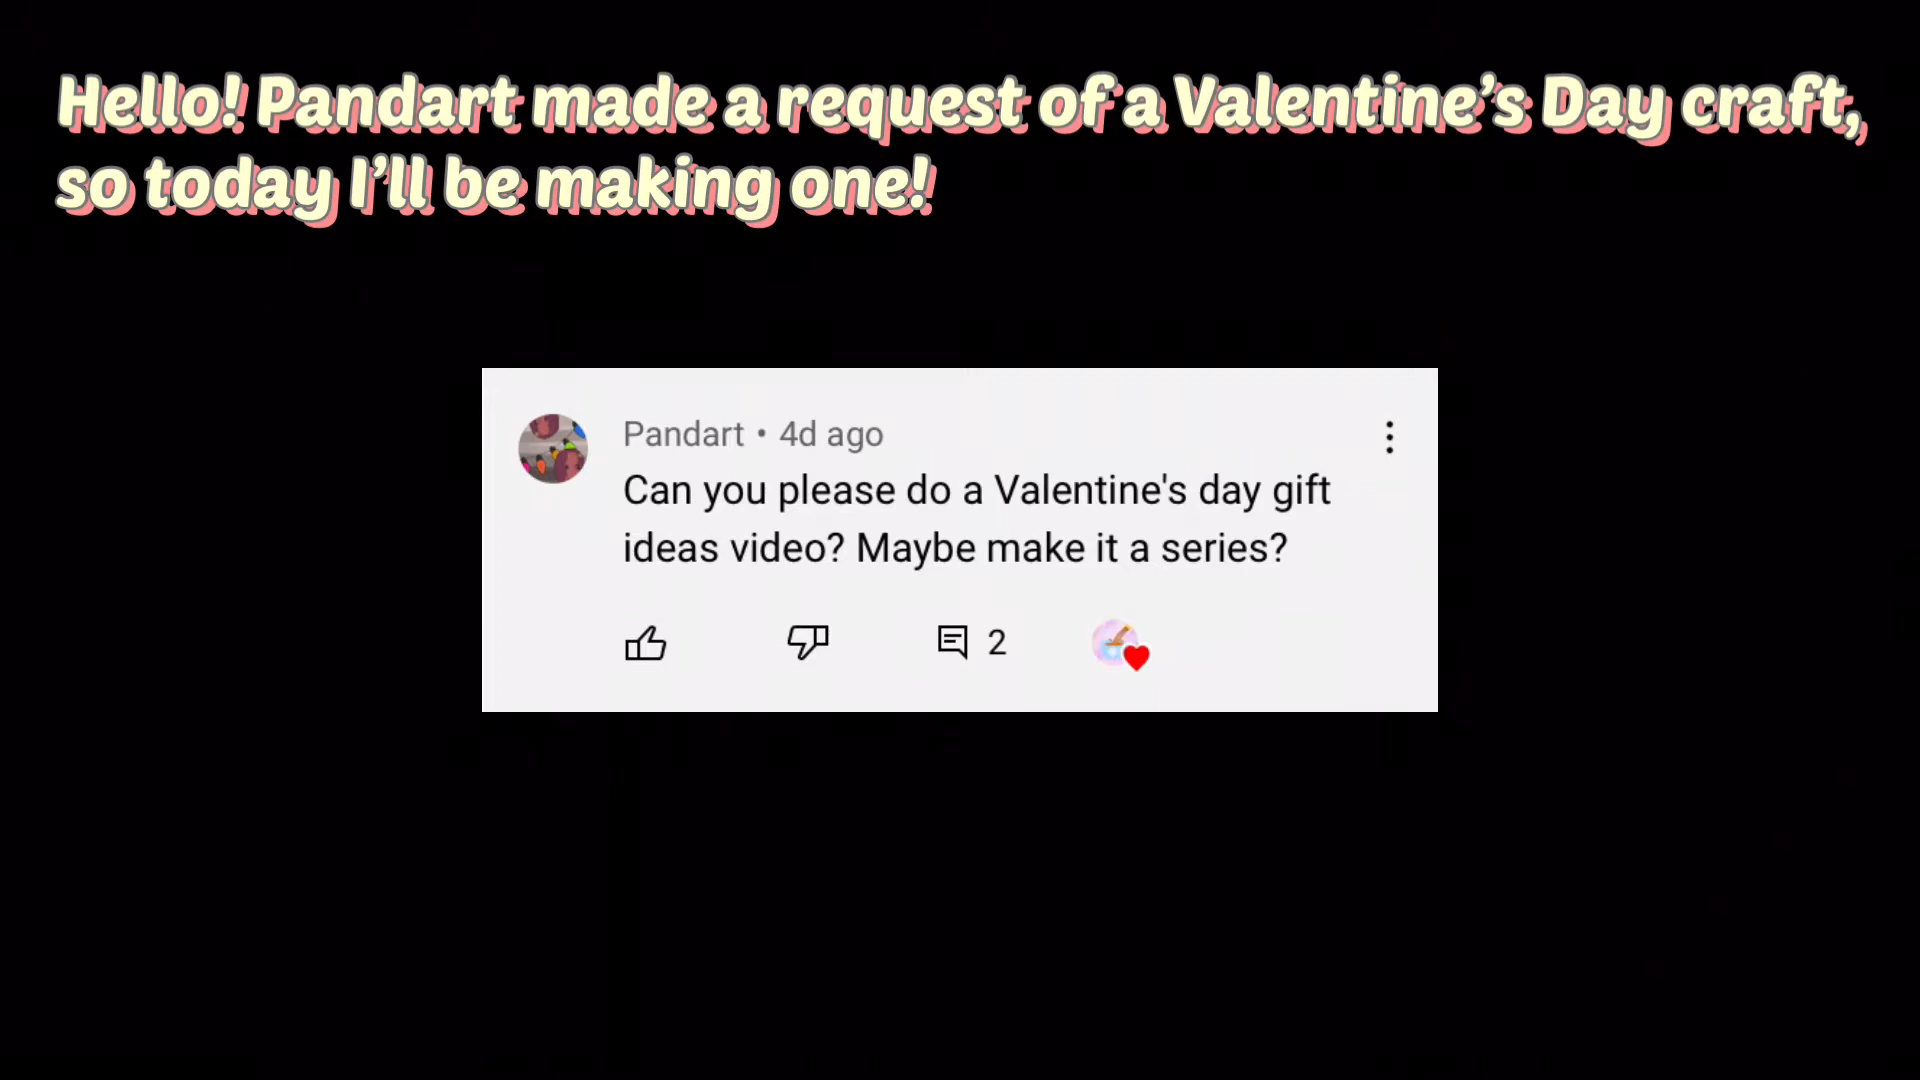 Hello! Pandart made a request of a Valentine’s Day craft,
so today I’ll be making one!
Pandart • 4d ago
Can you please do a Valentine's day gift
ideas video? Maybe make it a series?
2